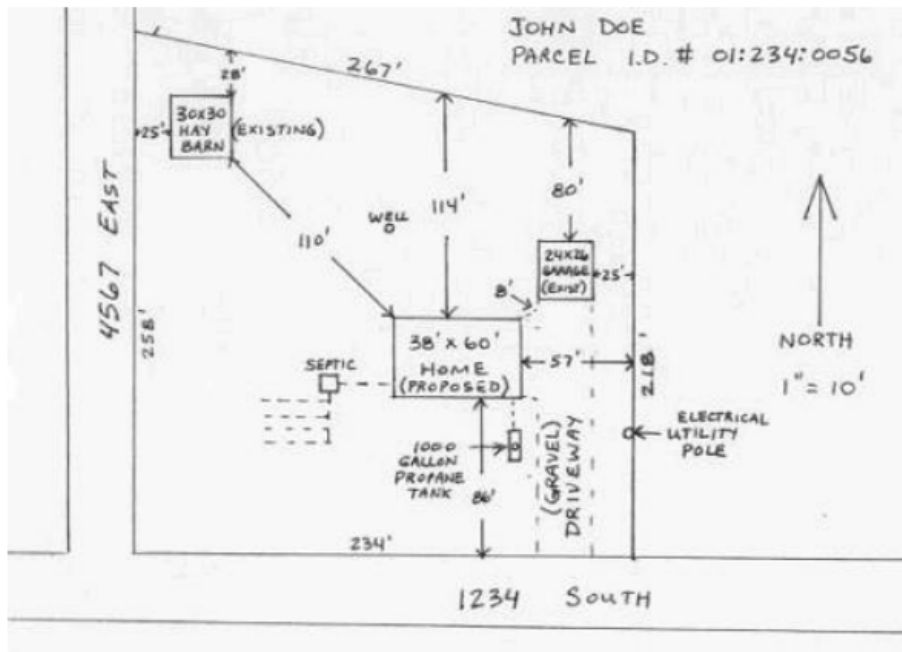 JOHN DOE
PARCEL I.D. # 01:234:0056
267'
28'
30X30
HAY
BARN
(EXISTING)
25'
4567 EAST
WELL
114'
80'
110'
24X26
GARAGE
(EXIST)
25'
8'
258'
38' X 60'
HOME
(PROPOSED)
57'
218'
NORTH
1" = 10'
SEPTIC
ELECTRICAL
UTILITY
POLE
1000
GALLON
PROPANE
TANK
86'
(GRAVEL)
DRIVEWAY
234'
1234 SOUTH